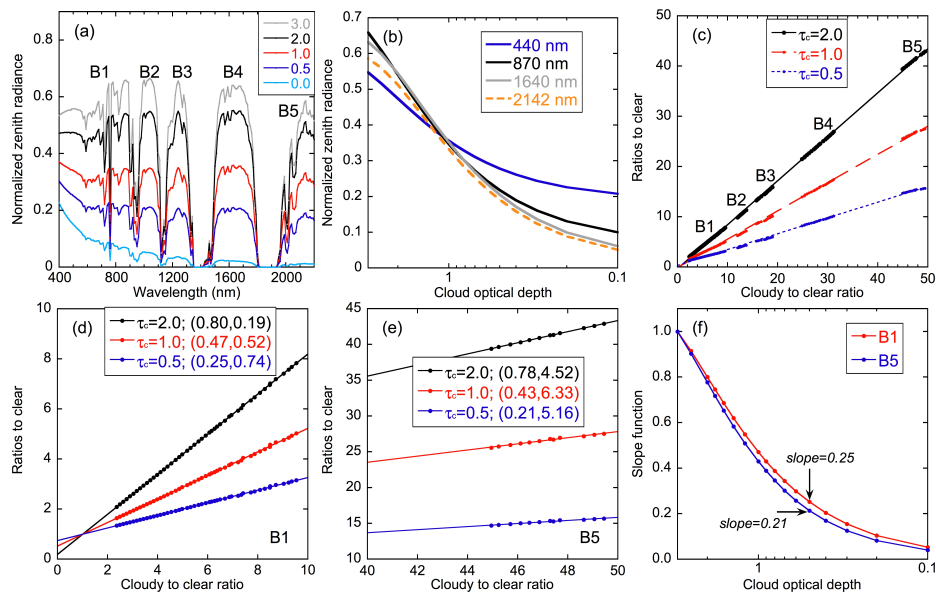 (a)
3.0
2.0
1.0
0.5
0.0
B1
B2
B3
B4
B5
0.80
0.60
0.40
0.2
0
400
800
1200
1600
2000
Normalized zenith radiance
Wavelength (nm)
(b)
440 nm
870 nm
1640 nm
2142 nm
0.7
0.6
0.5
0.4
0.3
0.2
0.1
0.0
1
0.1
Normalized zenith radiance
Cloud optical depth
(c)
τc=2.0
τc=1.0
τc=0.5
B1
B2
B3
B4
B5
50
40
30
20
10
0
0
10
20
30
40
50
Ratios to clear
Cloudy to clear ratio
(d)
τc=2.0; (0.80,0.19)
τc=1.0; (0.47,0.52)
τc=0.5; (0.25,0.74)
B1
10
8
6
4
2
0
0
2
4
6
8
10
Ratios to clear
Cloudy to clear ratio
(e)
τc=2.0; (0.78,4.52)
τc=1.0; (0.43,6.33)
τc=0.5; (0.21,5.16)
B5
45
40
35
30
25
20
15
10
40
42
44
46
48
50
Ratios to clear
Cloudy to clear ratio
(f)
B1
B5
slope=0.25
slope=0.21
1.0
0.8
0.6
0.4
0.2
0.0
1
0.1
Slope function
Cloud optical depth